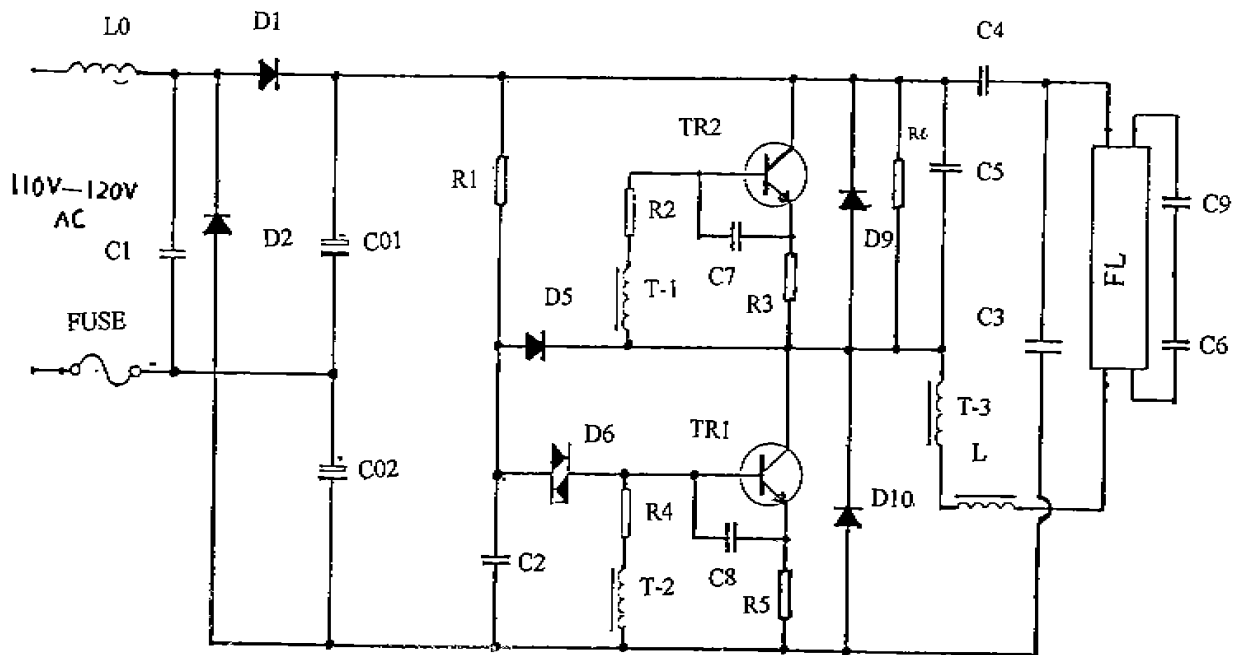 L0
D1
C4
TR2
R6
R1
C5
110V-120V
AC
R2
C9
C1
D2
C01
D9
C7
FL
T-1
R3
D5
C3
FUSE
C6
T-3
D6
TR1
L
C02
R4
D10
C2
C8
T-2
R5